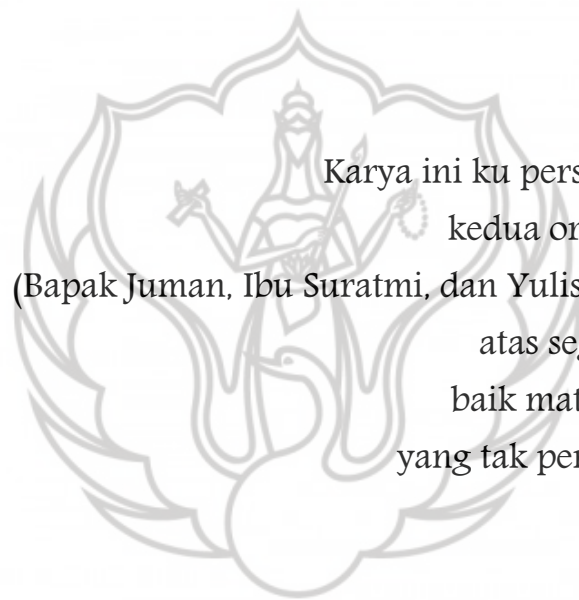 Karya ini ku pers
kedua or
(Bapak Juman, Ibu Suratmi, dan Yulis
atas seg
baik mat
yang tak per